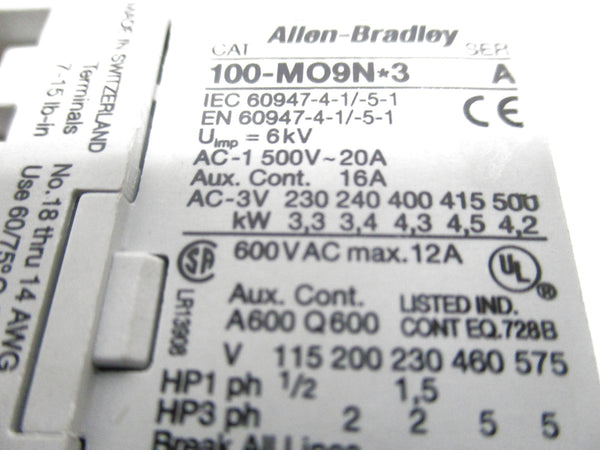 Allen-Bradley
CAT SER
100-MO9N*3 A
IEC 60947-4-1/-5-1
EN 60947-4-1/-5-1
CE
Uimp = 6kV
AC-1 500V~20A
Aux. Cont. 16A
AC-3V 230 240 400 415 500
kW 3,3 3,4 4,3 4,5 4,2
600VAC max.12A
SA
UL
®
LR13908
Aux. Cont.
A600 Q600
LISTED IND.
CONT EQ.728B
V 115 200 230 460 575
HP1 ph 1/2 1,5
HP3 ph 2 2 5 5
Break All Lines
MADE IN SWITZERLAND
Terminals
7-15 lb-in
No.18 thru 14 AWG
Use 60/75°C